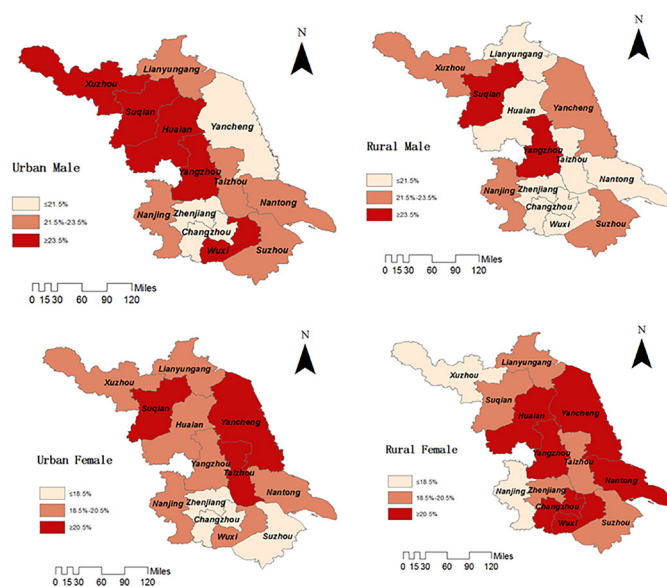 N
Xuzhou
Lianyungang
Suqian
Huaian
Yancheng
Yangzhou
Taizhou
Nanjing
Zhenjiang
Nantong
Changzhou
Wuxi
Suzhou
Urban Male
≤21.5%
21.5%-23.5%
≥23.5%
Miles
0 15 30 60 90 120
N
Lianyungang
Xuzhou
Suqian
Huaian
Yancheng
Yangzhou
Taizhou
Nanjing
Zhenjiang
Nantong
Changzhou
Wuxi
Suzhou
Rural Male
≤21.5%
21.5%-23.5%
≥23.5%
Miles
0 15 30 60 90 120
N
Lianyungang
Xuzhou
Suqian
Huaian
Yancheng
Yangzhou
Taizhou
Nanjing
Zhenjiang
Nantong
Changzhou
Wuxi
Suzhou
Urban Female
≤18.5%
18.5%-20.5%
≥20.5%
Miles
0 15 30 60 90 120
N
Lianyungang
Xuzhou
Suqian
Huaian
Yancheng
Yangzhou
Taizhou
Nanjing
Zhenjiang
Nantong
Changzhou
Wuxi
Suzhou
Rural Female
≤18.5%
18.5%-20.5%
≥20.5%
Miles
0 15 30 60 90 120